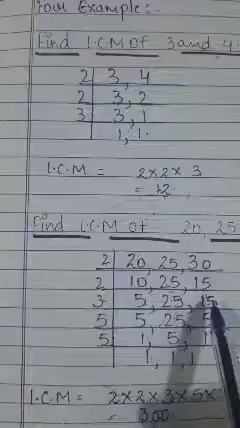 Four Example:-
Find L.C.M Of 3 and 4.
2 | 3, 4
2 | 3, 2
3 | 3, 1
1, 1.
L.C.M = 2×2× 3
= 12.
Find L.C.M Of 20, 25
2 | 20, 25, 30
2 | 10, 25, 15
3 | 5, 25, 15
5 | 5, 25, 5
5 | 1, 5, 1
1, 1, 1
L.C.M = 2×2×3×5×
= 300